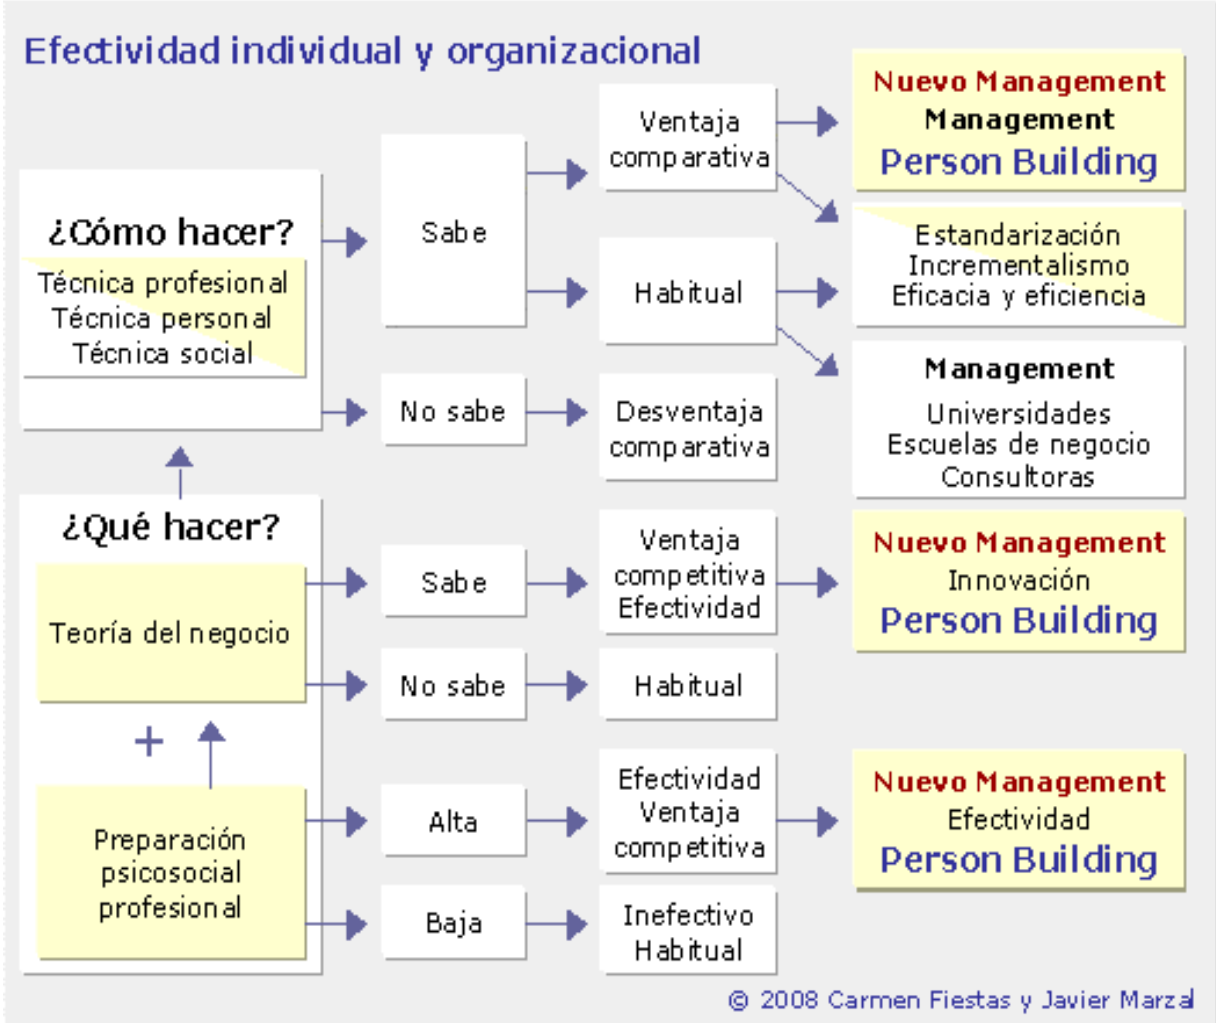 Efectividad individual y organizacional
¿Cómo hacer?
Técnica profesional
Técnica personal
Técnica social
Sabe
Ventaja
comparativa
Nuevo Management
Management
Person Building
Estandarización
Incrementalismo
Eficacia y eficiencia
Habitual
Management
Universidades
Escuelas de negocio
Consultoras
No sabe
Desventaja
comparativa
¿Qué hacer?
Teoría del negocio
Sabe
Ventaja
competitiva
Efectividad
Nuevo Management
Innovación
Person Building
No sabe
Habitual
+
Preparación
psicosocial
profesional
Alta
Efectividad
Ventaja
competitiva
Nuevo Management
Efectividad
Person Building
Baja
Inefectivo
Habitual
© 2008 Carmen Fiestas y Javier Marzal